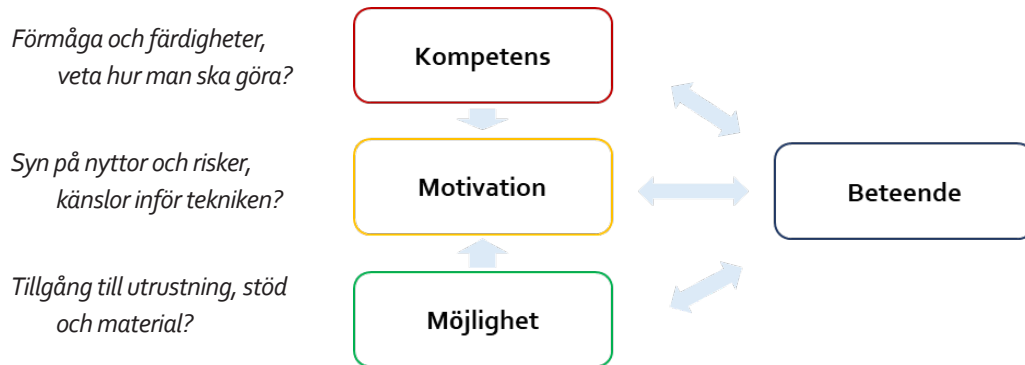 Förmåga och färdigheter,
veta hur man ska göra?
Kompetens
Syn på nyttor och risker,
känslor inför tekniken?
Motivation
Beteende
Tillgång till utrustning, stöd
och material?
Möjlighet